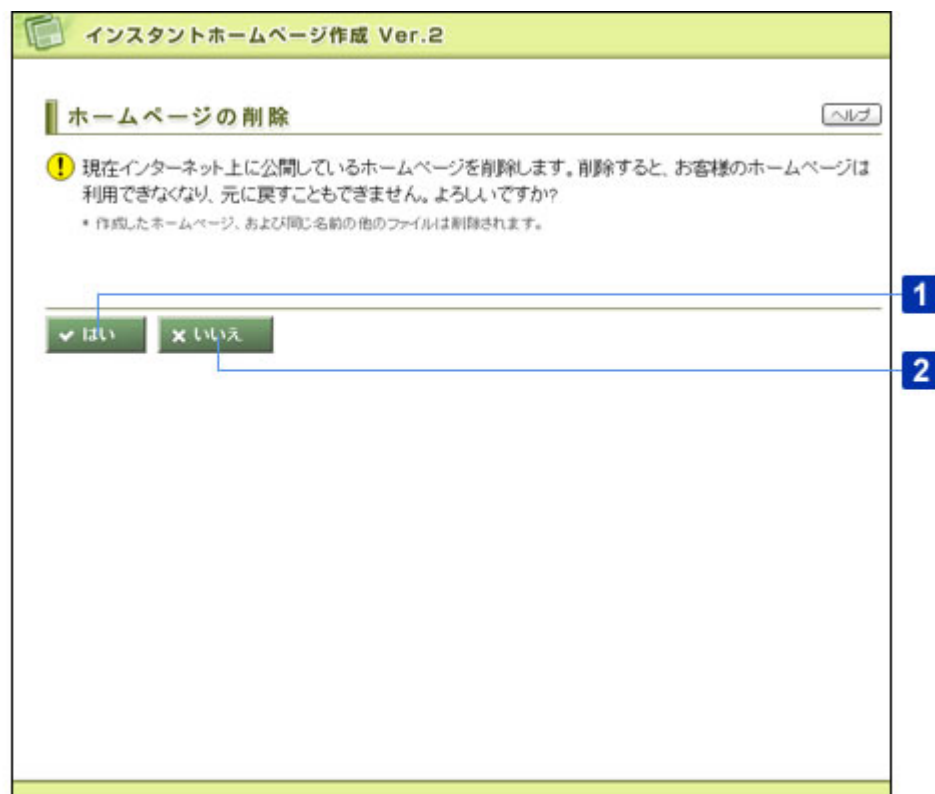 インスタントホームページ作成 Ver.2
ホームページの削除
ヘルプ
現在インターネット上に公開しているホームページを削除します。削除すると、お客様のホームページは
利用できなくなり、元に戻すこともできません。よろしいですか?
* 作成したホームページ、および同じ名前の他のファイルは削除されます。
1
はい いいえ
2